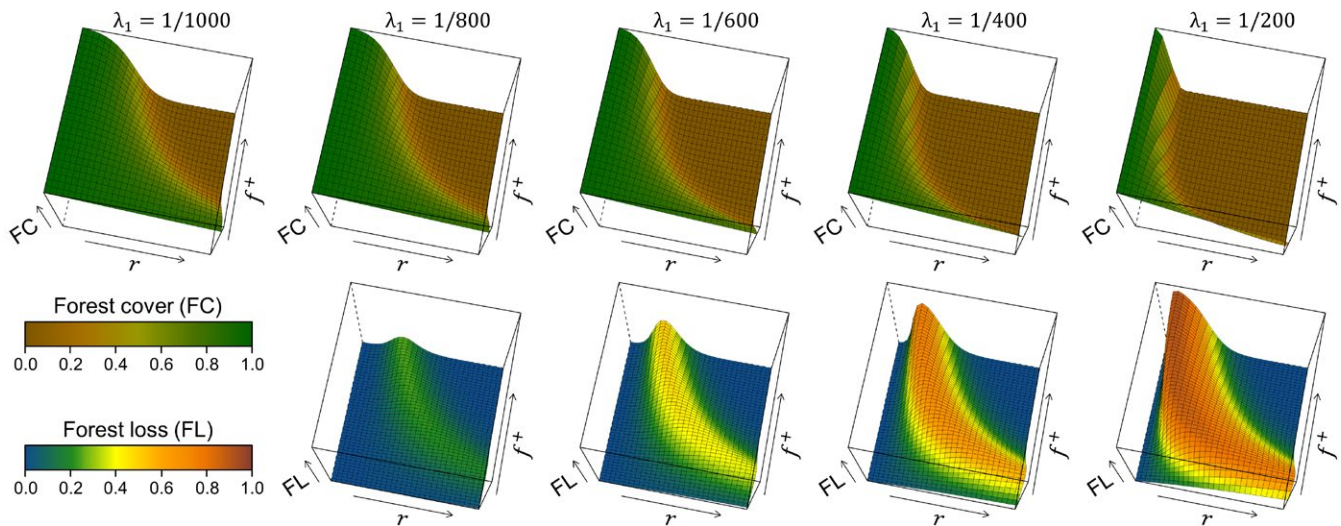 λ₁ = 1/1000
λ₁ = 1/800
λ₁ = 1/600
λ₁ = 1/400
λ₁ = 1/200
FC r f⁺
FC r f⁺
FC r f⁺
FC r f⁺
FC r f⁺
Forest cover (FC)
0.0 0.2 0.4 0.6 0.8 1.0
Forest loss (FL)
0.0 0.2 0.4 0.6 0.8 1.0
FL r f⁺
FL r f⁺
FL r f⁺
FL r f⁺